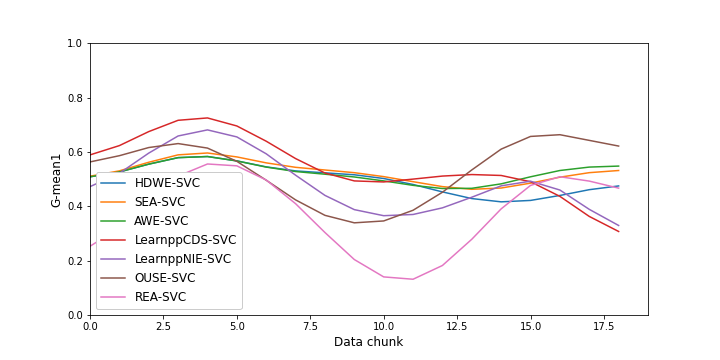 1.0
0.8
0.6
0.4
0.2
0.0
G-mean1
HDWE-SVC
SEA-SVC
AWE-SVC
LearnppCDS-SVC
LearnppNIE-SVC
OUSE-SVC
REA-SVC
0.0 2.5 5.0 7.5 10.0 12.5 15.0 17.5
Data chunk